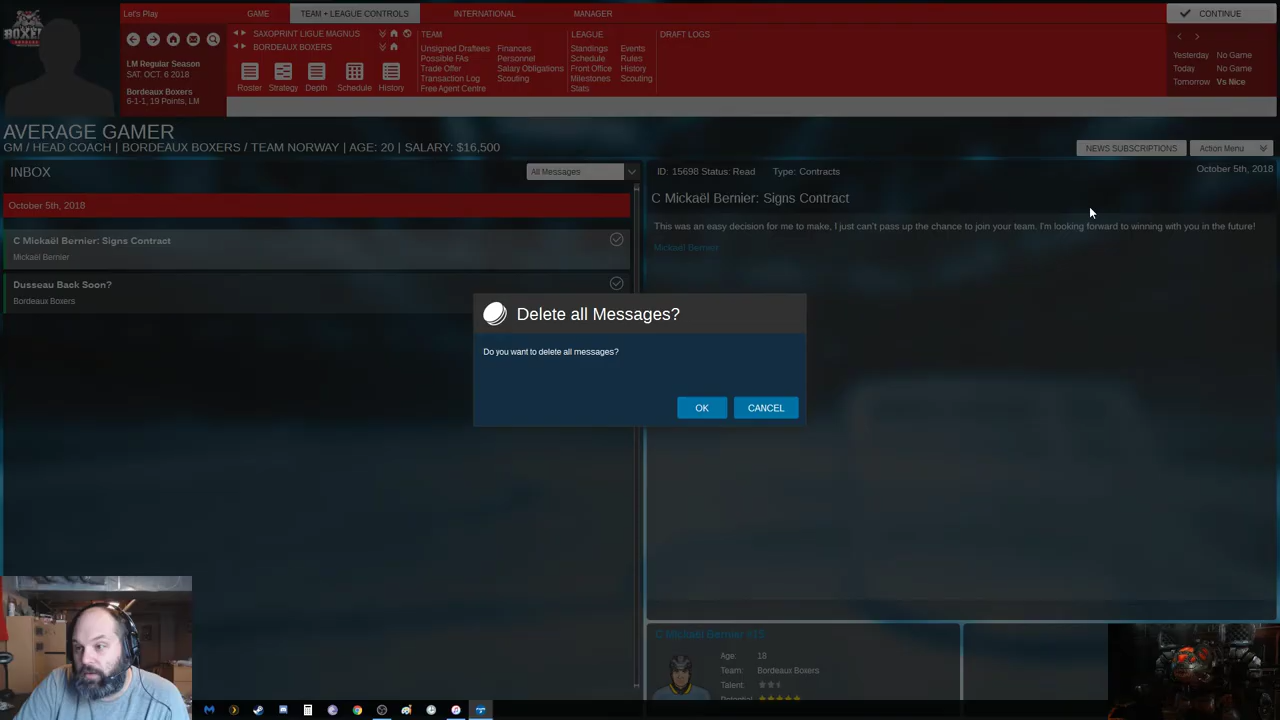 Let's Play
GAME
TEAM + LEAGUE CONTROLS
INTERNATIONAL
MANAGER
CONTINUE
BOXERS
SAXOPRINT LIGUE MAGNUS
BORDEAUX BOXERS
LM Regular Season
SAT. OCT. 6 2018
Bordeaux Boxers
6-1-1, 19 Points, LM
Roster
Strategy
Depth
Schedule
History
TEAM
Unsigned Draftees
Possible FAs
Trade Offer
Transaction Log
Free Agent Centre
Finances
Personnel
Salary Obligations
Scouting
LEAGUE
Standings
Schedule
Front Office
Milestones
Stats
Events
Rules
History
Scouting
DRAFT LOGS
Yesterday No Game
Today No Game
Tomorrow Vs Nice
AVERAGE GAMER
GM / HEAD COACH | BORDEAUX BOXERS / TEAM NORWAY | AGE: 20 | SALARY: $16,500
NEWS SUBSCRIPTIONS
Action Menu
INBOX
All Messages
October 5th, 2018
C Mickaël Bernier: Signs Contract
Mickaël Bernier
Dusseau Back Soon?
Bordeaux Boxers
ID: 15698 Status: Read Type: Contracts
October 5th, 2018
C Mickaël Bernier: Signs Contract
This was an easy decision for me to make, I just can't pass up the chance to join your team. I'm looking forward to winning with you in the future!
Mickaël Bernier
Delete all Messages?
Do you want to delete all messages?
OK
CANCEL
C Mickaël Bernier #15
Age: 18
Team: Bordeaux Boxers
Talent:
Potential